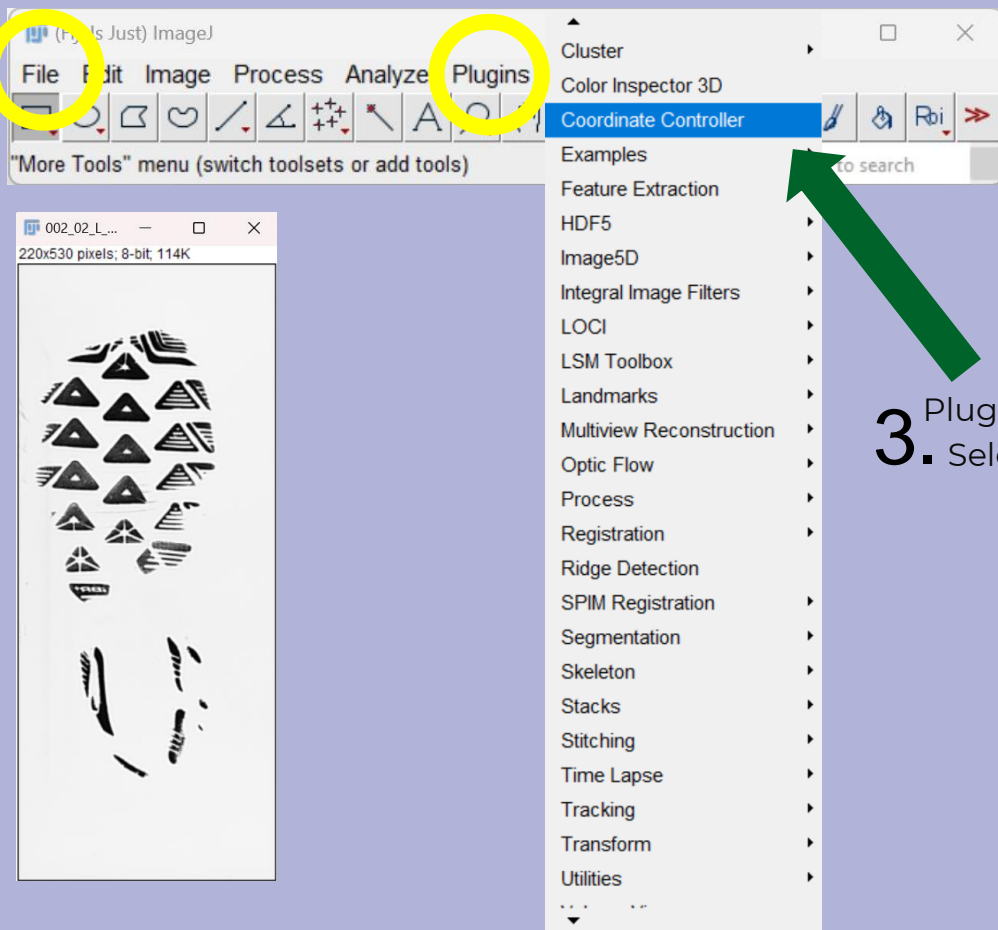 (Fiji Is Just) ImageJ
File Edit Image Process Analyze Plugins
"More Tools" menu (switch toolsets or add tools)
to search
Roi
002_02_L_...
220x530 pixels; 8-bit; 114K
Cluster
Color Inspector 3D
Coordinate Controller
Examples
Feature Extraction
HDF5
Image5D
Integral Image Filters
LOCI
LSM Toolbox
Landmarks
Multiview Reconstruction
Optic Flow
Process
Registration
Ridge Detection
SPIM Registration
Segmentation
Skeleton
Stacks
Stitching
Time Lapse
Tracking
Transform
Utilities
3. Plug
Sel